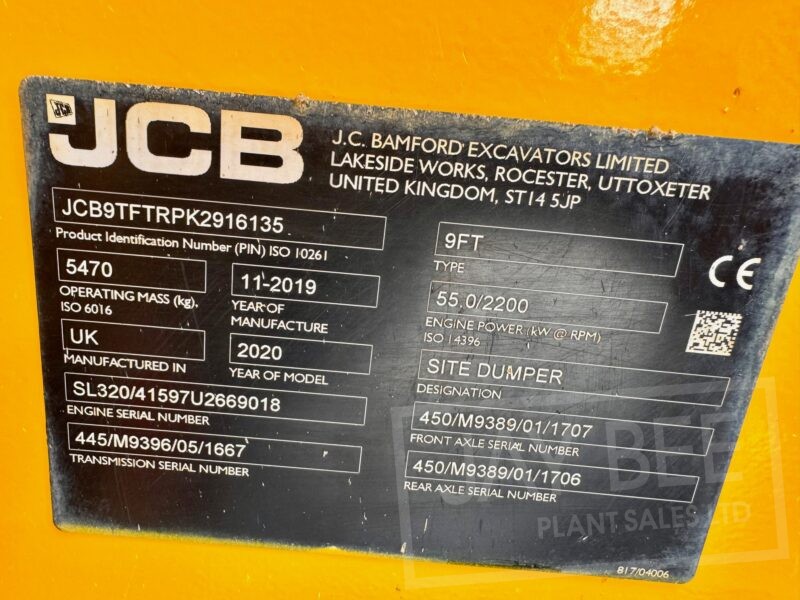 JCB JCB
J.C. BAMFORD EXCAVATORS LIMITED
LAKESIDE WORKS, ROCESTER, UTTOXETER
UNITED KINGDOM, ST14 5JP
JCB9TFTRPK2916135
Product Identification Number (PIN) ISO 10261
9FT
TYPE
CE
5470
OPERATING MASS (kg),
ISO 6016
11-2019
YEAR OF
MANUFACTURE
55.0/2200
ENGINE POWER (kW @ RPM)
ISO 14396
UK
MANUFACTURED IN
2020
YEAR OF MODEL
SITE DUMPER
DESIGNATION
SL320/41597U2669018
ENGINE SERIAL NUMBER
450/M9389/01/1707
FRONT AXLE SERIAL NUMBER
445/M9396/05/1667
TRANSMISSION SERIAL NUMBER
450/M9389/01/1706
REAR AXLE SERIAL NUMBER
BEE
PLANT SALES LTD
817/04006